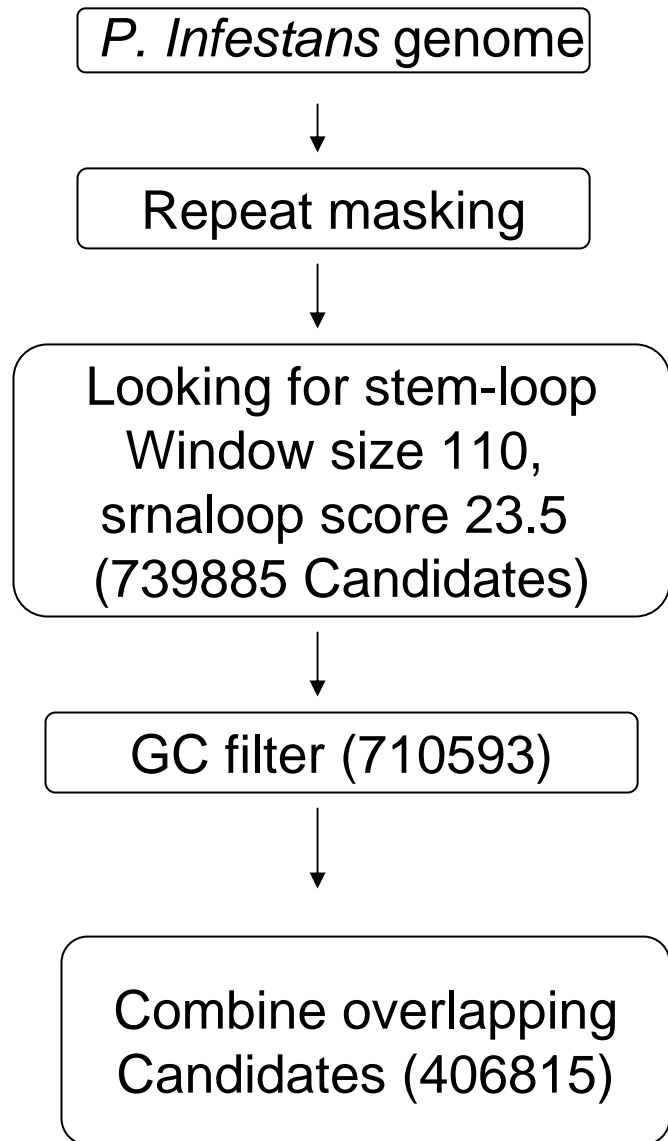 P. Infestans genome
Repeat masking
Looking for stem-loop
Window size 110,
srnaloop score 23.5
(739885 Candidates)
GC filter (710593)
Combine overlapping
Candidates (406815)